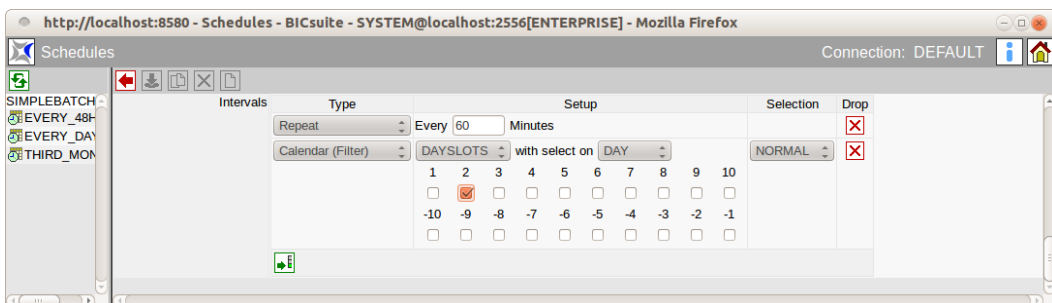 http://localhost:8580 - Schedules - BICsuite - SYSTEM@localhost:2556[ENTERPRISE] - Mozilla Firefox
Schedules Connection: DEFAULT
SIMPLEBATCH
EVERY_48H
EVERY_DAY
THIRD_MON
Intervals Type Setup Selection Drop
Repeat Every 60 Minutes
Calendar (Filter) DAYSLOTS with select on DAY NORMAL
1 2 3 4 5 6 7 8 9 10
-10 -9 -8 -7 -6 -5 -4 -3 -2 -1